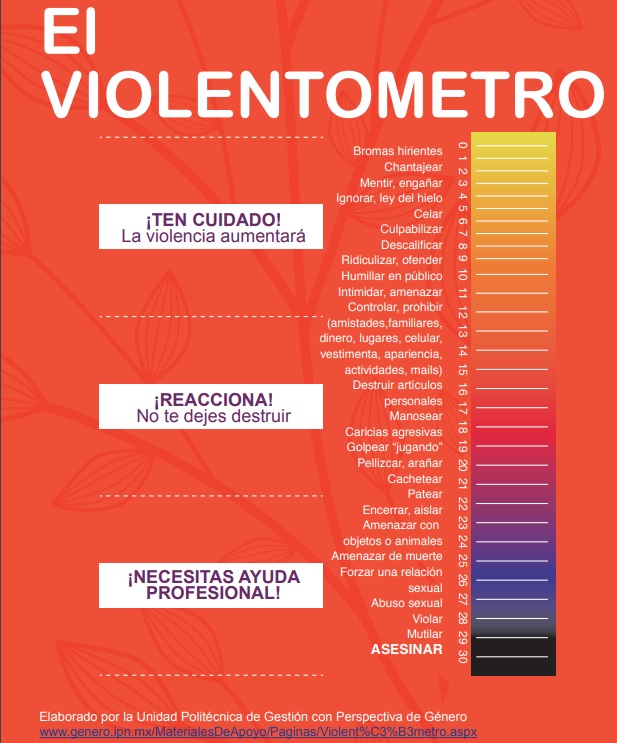 El
VIOLENTOMETRO
¡TEN CUIDADO!
La violencia aumentará
¡REACCIONA!
No te dejes destruir
¡NECESITAS AYUDA
PROFESIONAL!
Bromas hirientes
Chantajear
Mentir, engañar
Ignorar, ley del hielo
Celar
Culpabilizar
Descalificar
Ridiculizar, ofender
Humillar en público
Intimidar, amenazar
Controlar, prohibir
(amistades,familiares,
dinero, lugares, celular,
vestimenta, apariencia,
actividades, mails)
Destruir artículos
personales
Manosear
Caricias agresivas
Golpear “jugando”
Pellizcar, arañar
Cachetear
Patear
Encerrar, aislar
Amenazar con
objetos o animales
Amenazar de muerte
Forzar una relación
sexual
Abuso sexual
Violar
Mutilar
ASESINAR
0 1 2 3 4 5 6 7 8 9 10 11 12 13 14 15 16 17 18 19 20 21 22 23 24 25 26 27 28 29 30
Elaborado por la Unidad Politécnica de Gestión con Perspectiva de Género
www.genero.ipn.mx/MaterialesDeApoyo/Paginas/Violent%C3%B3metro.aspx